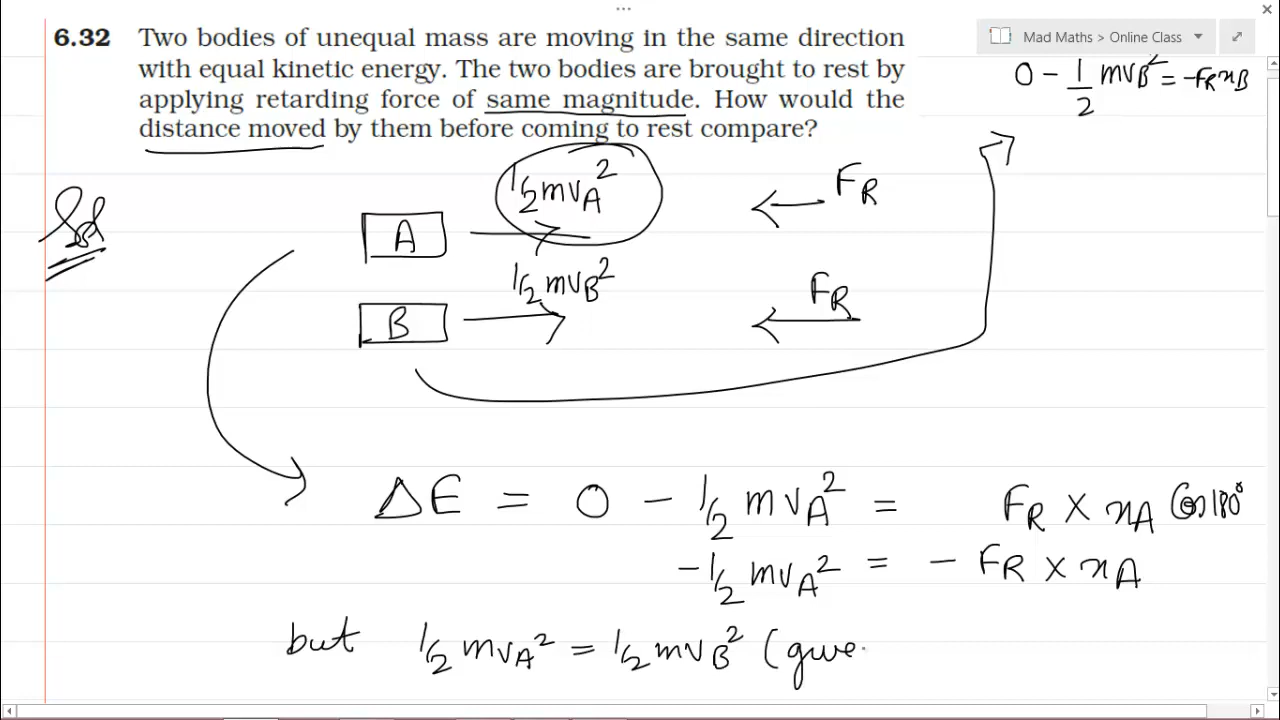 Mad Maths > Online Class
6.32 Two bodies of unequal mass are moving in the same direction
with equal kinetic energy. The two bodies are brought to rest by
applying retarding force of same magnitude. How would the
distance moved by them before coming to rest compare?
0 - 1/2 mvB² = -FR xB
Sol
1/2 mvA²
FR
A
1/2 mvB²
FR
B
ΔE = 0 - 1/2 mvA² = FR × xA Cos180°
-1/2 mvA² = - FR × xA
but 1/2 mvA² = 1/2 mvB² (give